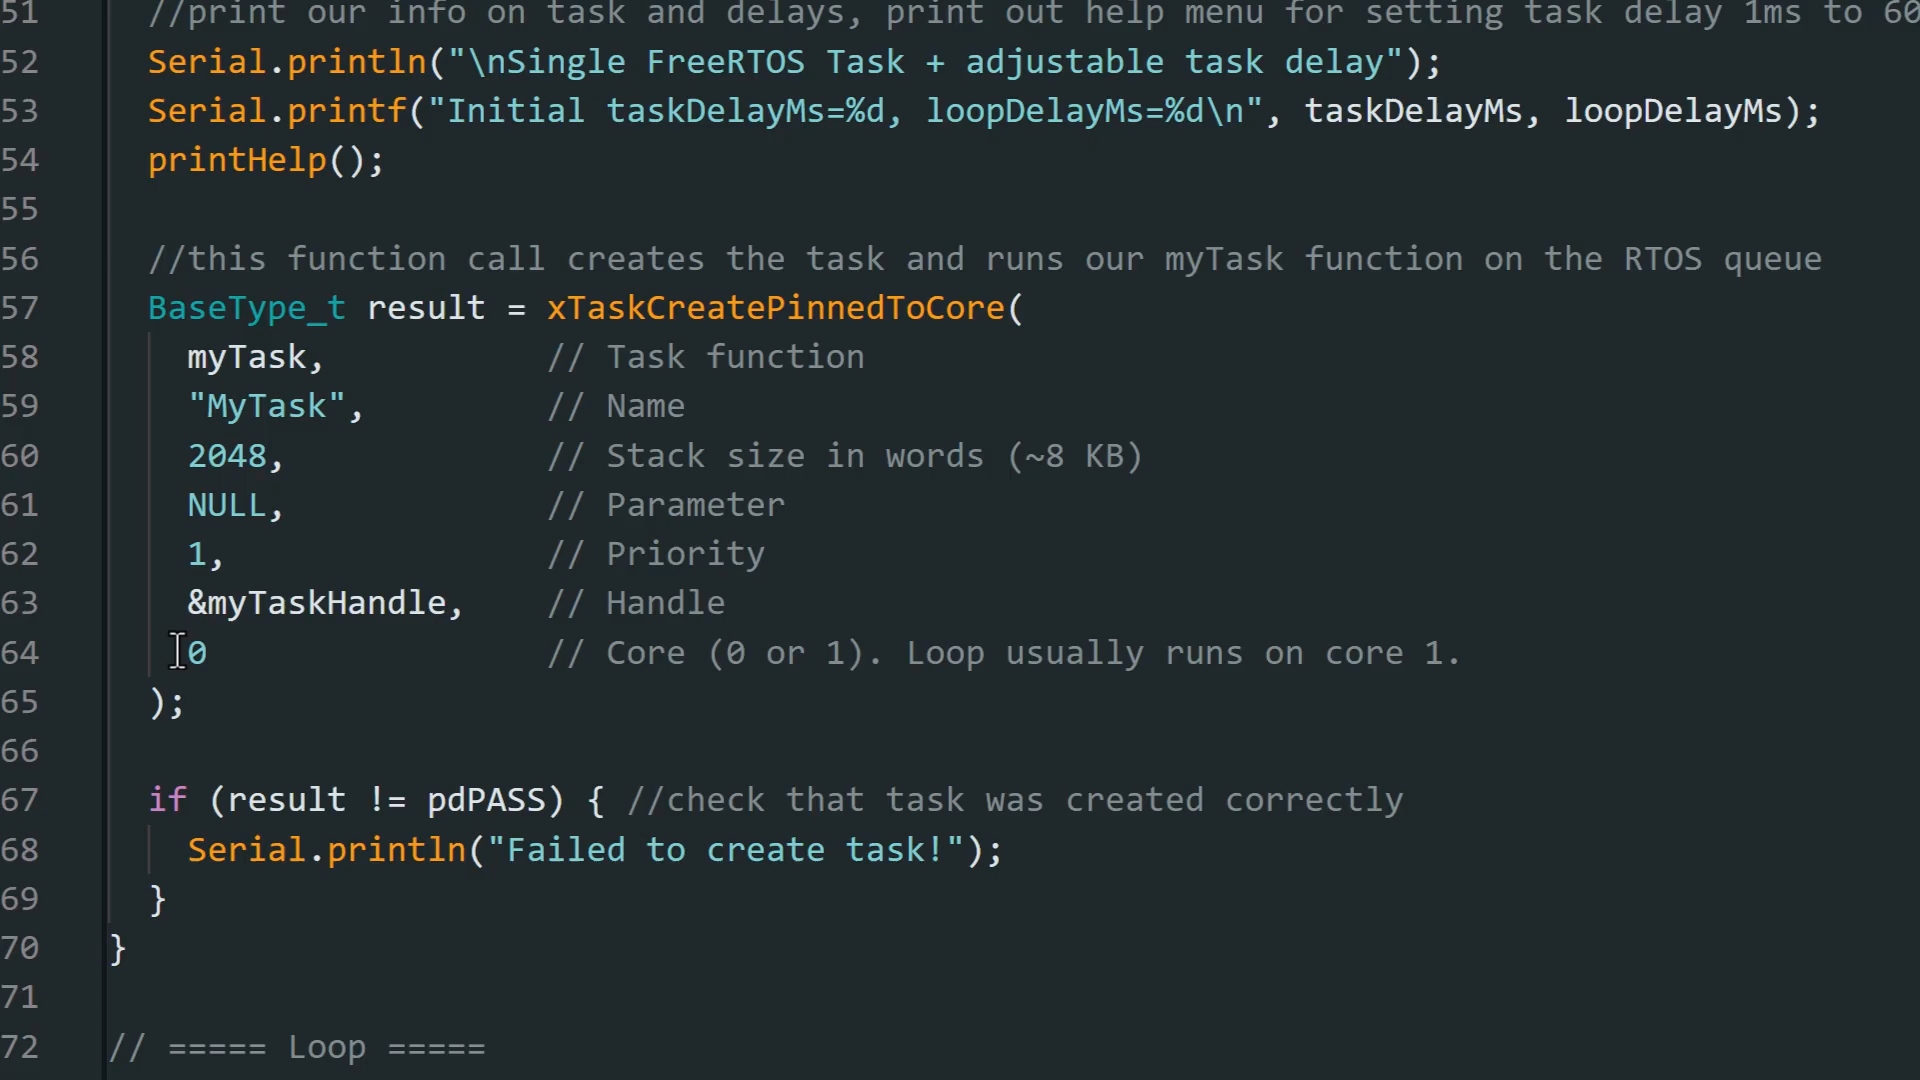 51 //print our info on task and delays, print out help menu for setting task delay 1ms to 60
52 Serial.println("\nSingle FreeRTOS Task + adjustable task delay");
53 Serial.printf("Initial taskDelayMs=%d, loopDelayMs=%d\n", taskDelayMs, loopDelayMs);
54 printHelp();
55
56 //this function call creates the task and runs our myTask function on the RTOS queue
57 BaseType_t result = xTaskCreatePinnedToCore(
58 myTask, // Task function
59 "MyTask", // Name
60 2048, // Stack size in words (~8 KB)
61 NULL, // Parameter
62 1, // Priority
63 &myTaskHandle, // Handle
64 0 // Core (0 or 1). Loop usually runs on core 1.
65 );
66
67 if (result != pdPASS) { //check that task was created correctly
68 Serial.println("Failed to create task!");
69 }
70 }
71
72 // ===== Loop =====